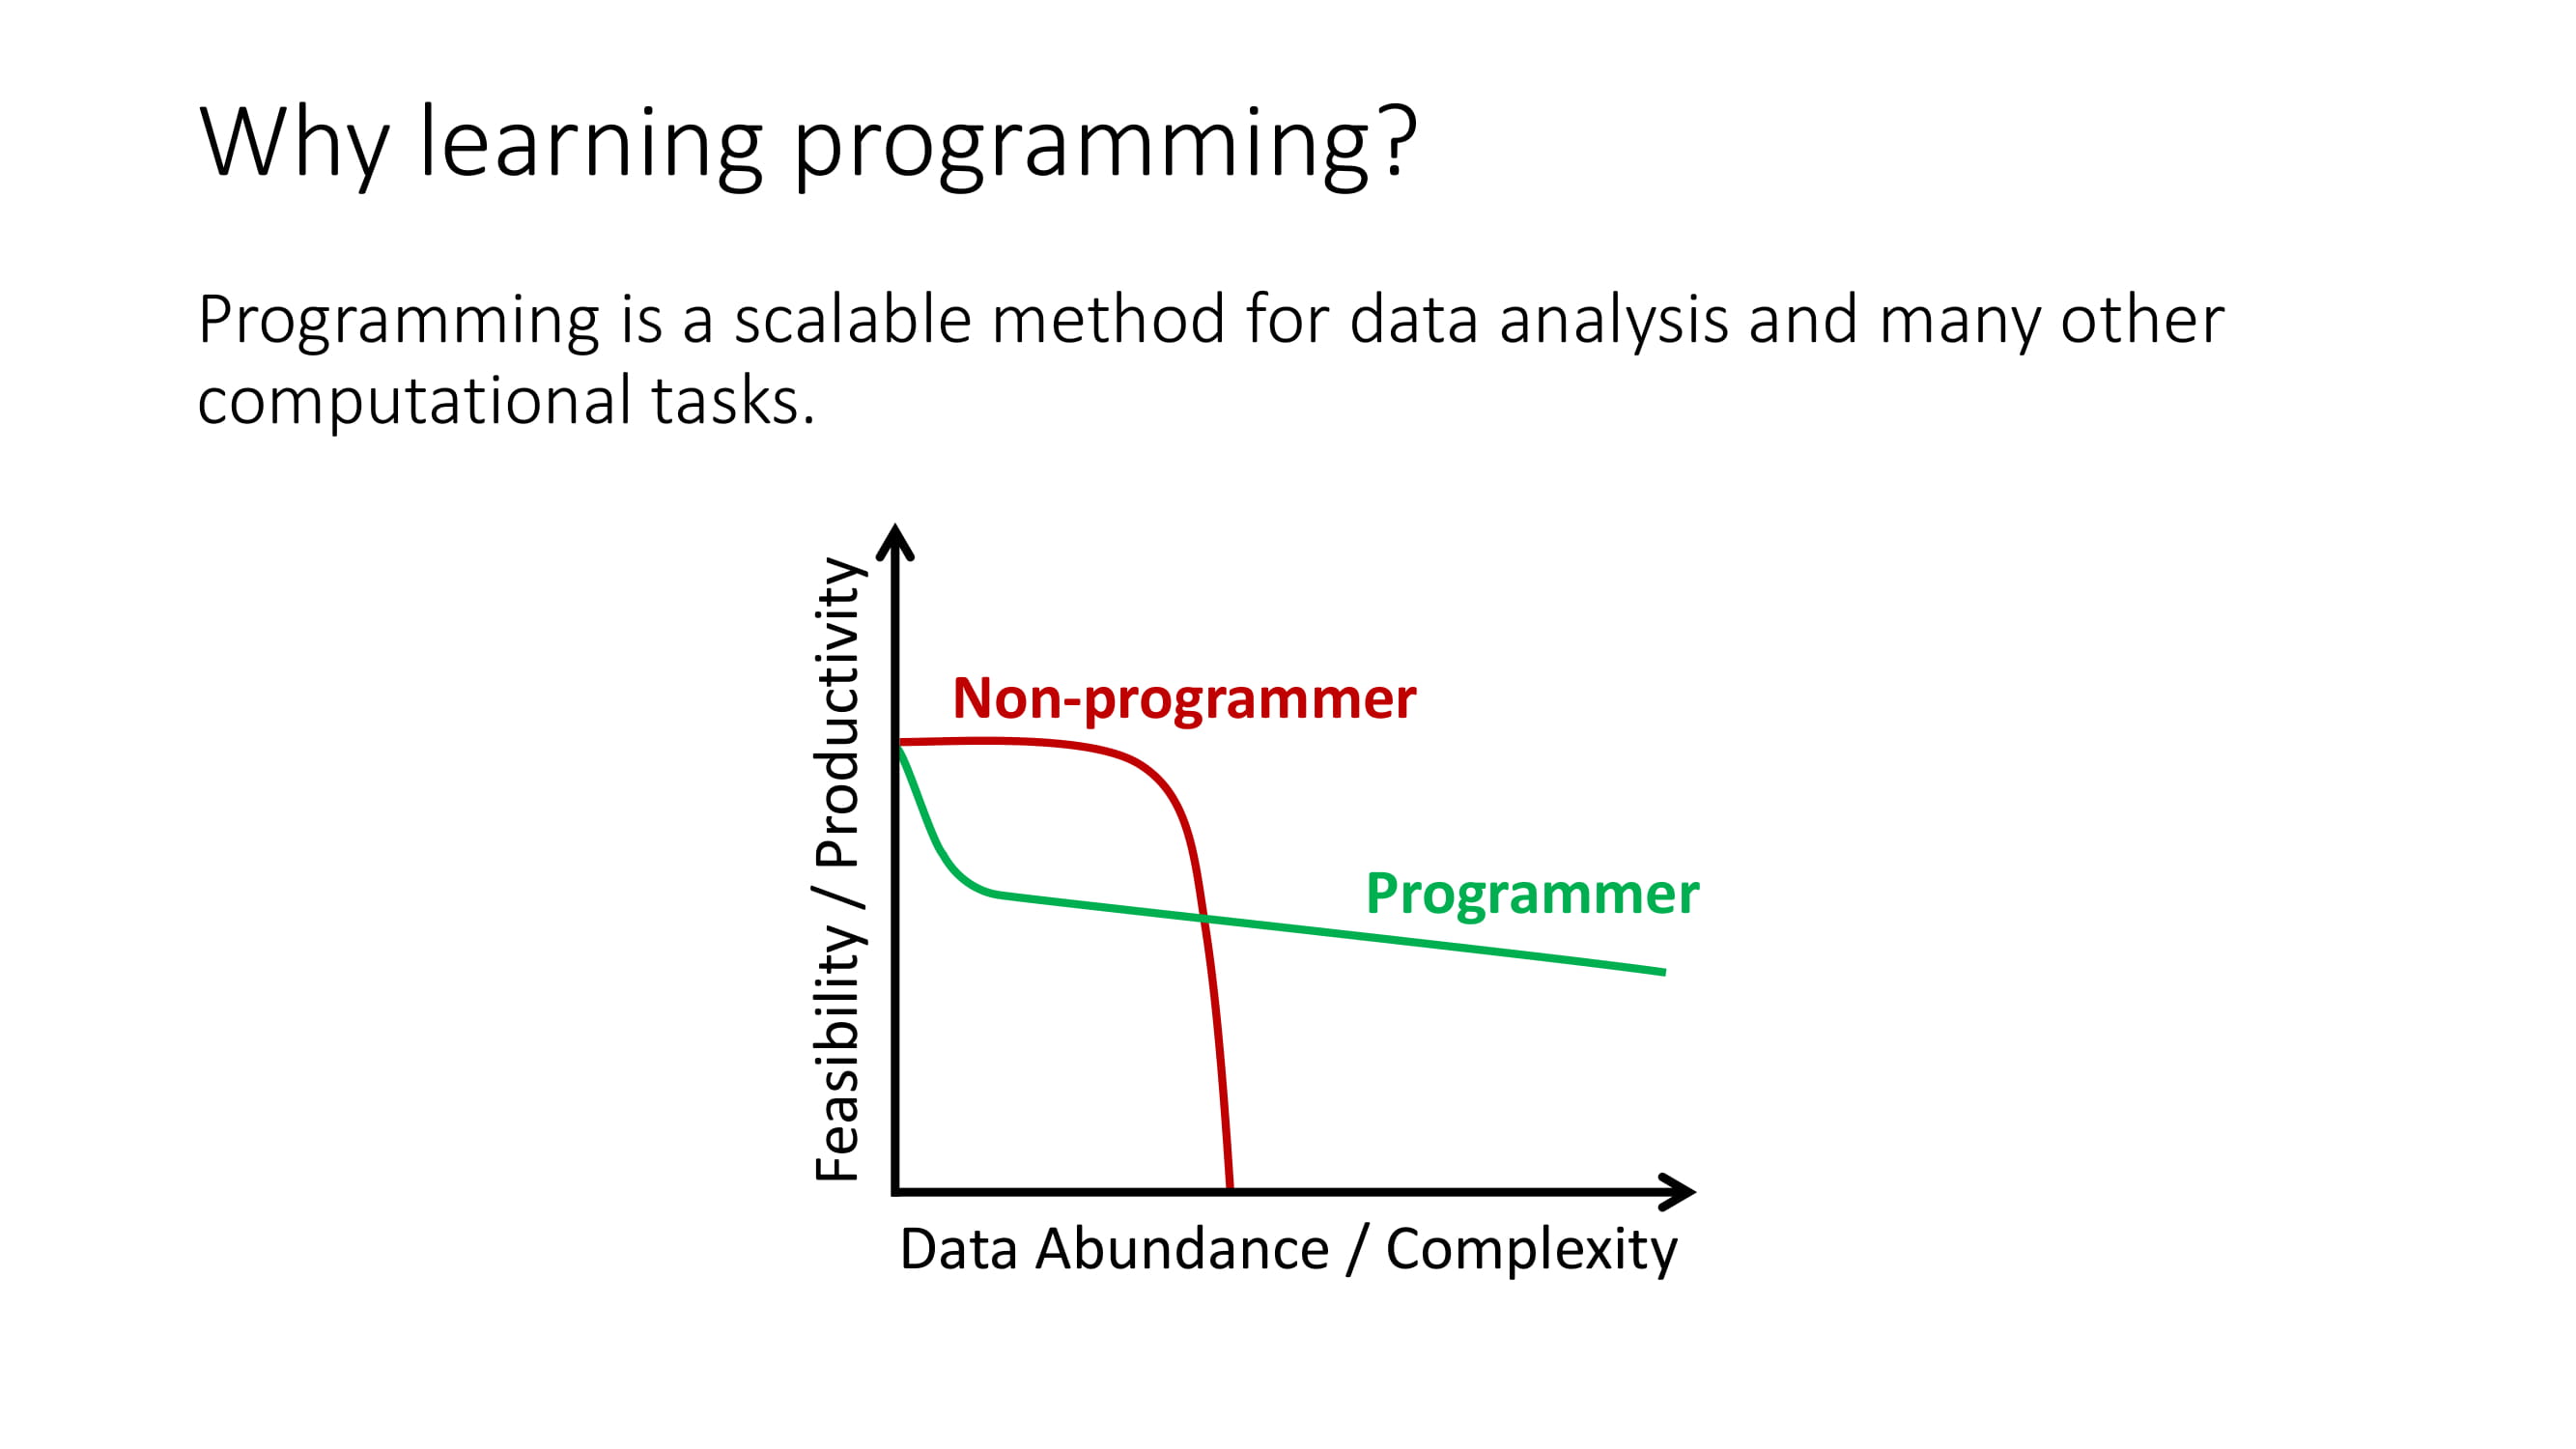 Why learning programming?
Programming is a scalable method for data analysis and many other
computational tasks.
Feasibility / Productivity
Non-programmer
Programmer
Data Abundance / Complexity